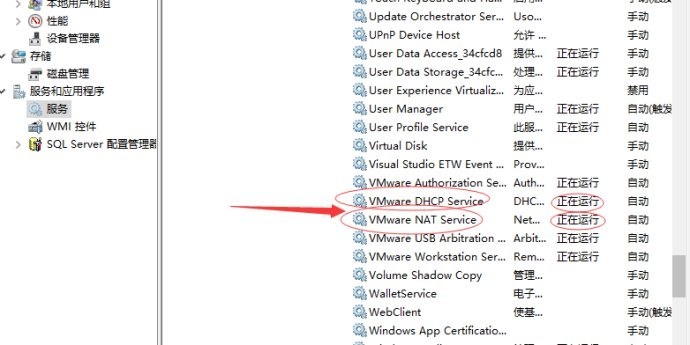 本地用户和组
性能
设备管理器
存储
磁盘管理
服务和应用程序
服务
WMI 控件
SQL Server 配置管理器
Update Orchestrator Ser... Uso... 手动
UPnP Device Host 允许 ... 手动
User Data Access_34cfcd8 提供... 正在运行 手动
User Data Storage_34cfc... 处理... 正在运行 手动
User Experience Virtualiz... 为应... 禁用
User Manager 用户... 正在运行 自动(触发
User Profile Service 此服... 正在运行 自动
Virtual Disk 提供... 手动
Visual Studio ETW Event ... Prov... 手动
VMware Authorization Se... Auth... 正在运行 自动
VMware DHCP Service DHC... 正在运行 自动
VMware NAT Service Net... 正在运行 自动
VMware USB Arbitration ... Arbit... 正在运行 自动
VMware Workstation Ser... Rem... 正在运行 自动
Volume Shadow Copy 管理... 手动
WalletService 电子... 手动
WebClient 使基... 手动(触发
Windows App Certification... 手动